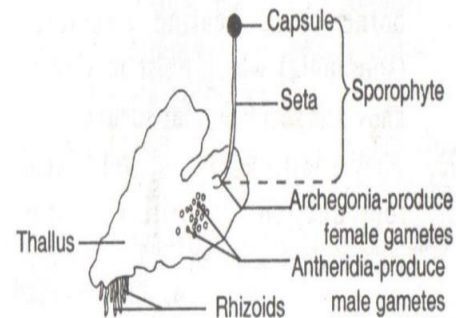 Capsule
Seta
Sporophyte
Archegonia-produce
female gametes
Thallus
Antheridia-produce
male gametes
Rhizoids